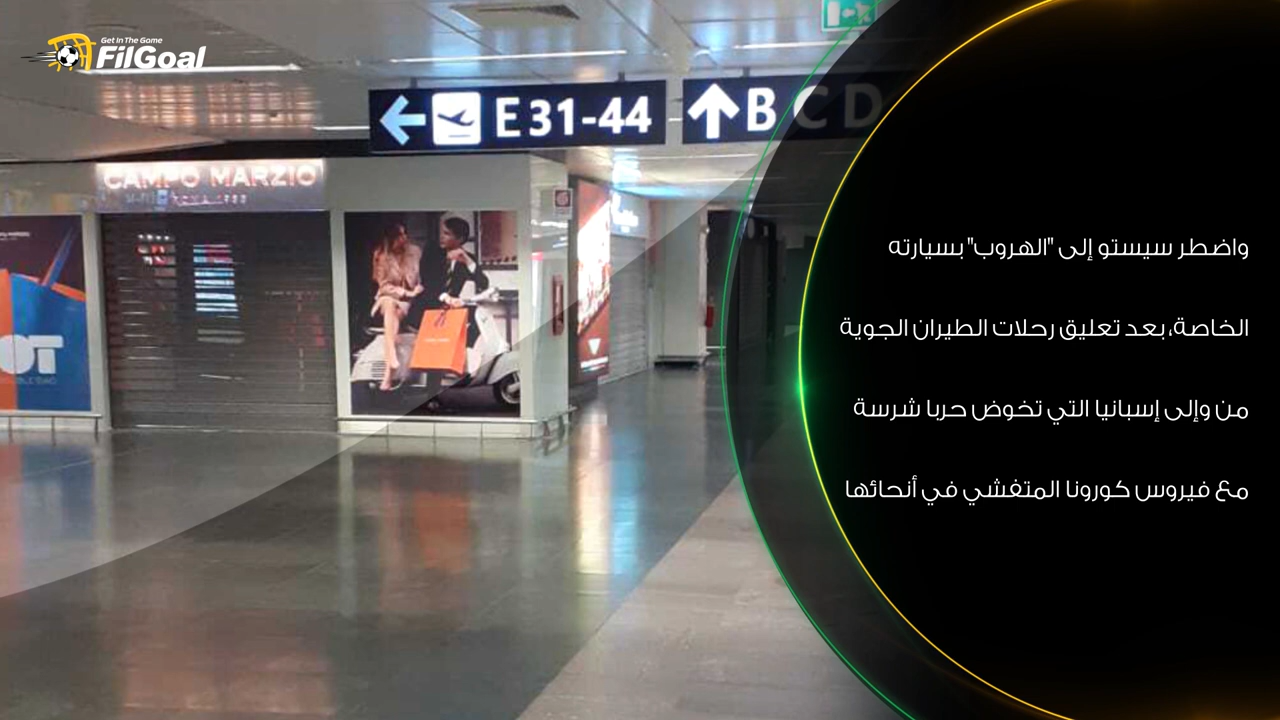 Get In The Game
FilGoal
E 31-44
B C D
CAMPO MARZIO
واضطر سيستو إلى "الهروب" بسيارته
الخاصة، بعد تعليق رحلات الطيران الجوية
من وإلى إسبانيا التي تخوض حربا شرسة
مع فيروس كورونا المتفشي في أنحائها